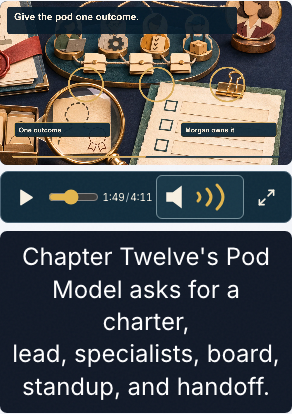 Give the pod one outcome.
One outcome
Morgan owns it
1:49/4:11
Chapter Twelve's Pod
Model asks for a
charter,
lead, specialists, board,
standup, and handoff.